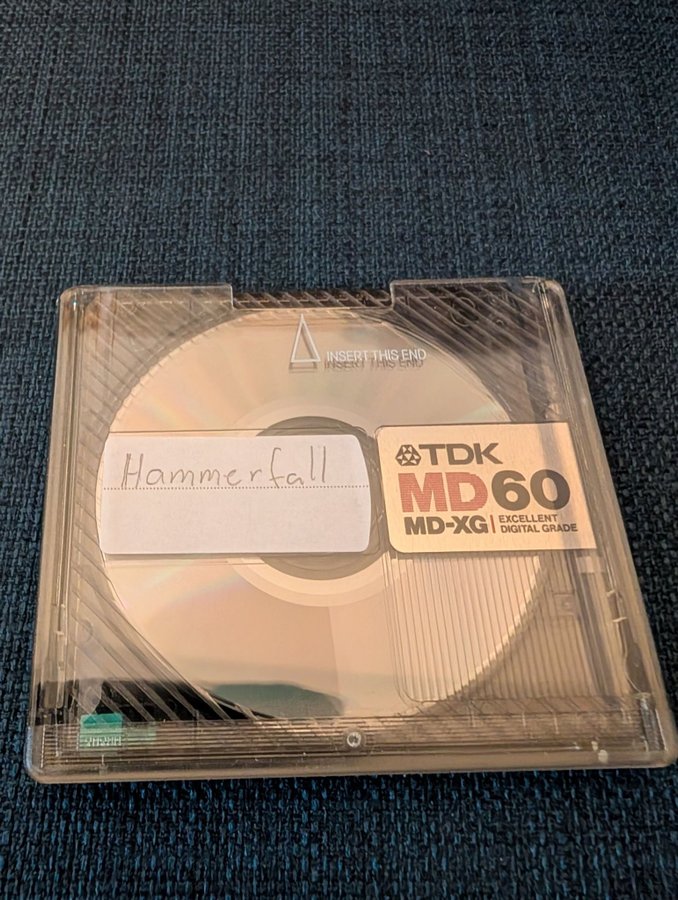 INSERT THIS END
Hammerfall
TDK
MD60
MD-XG | EXCELLENT
DIGITAL GRADE